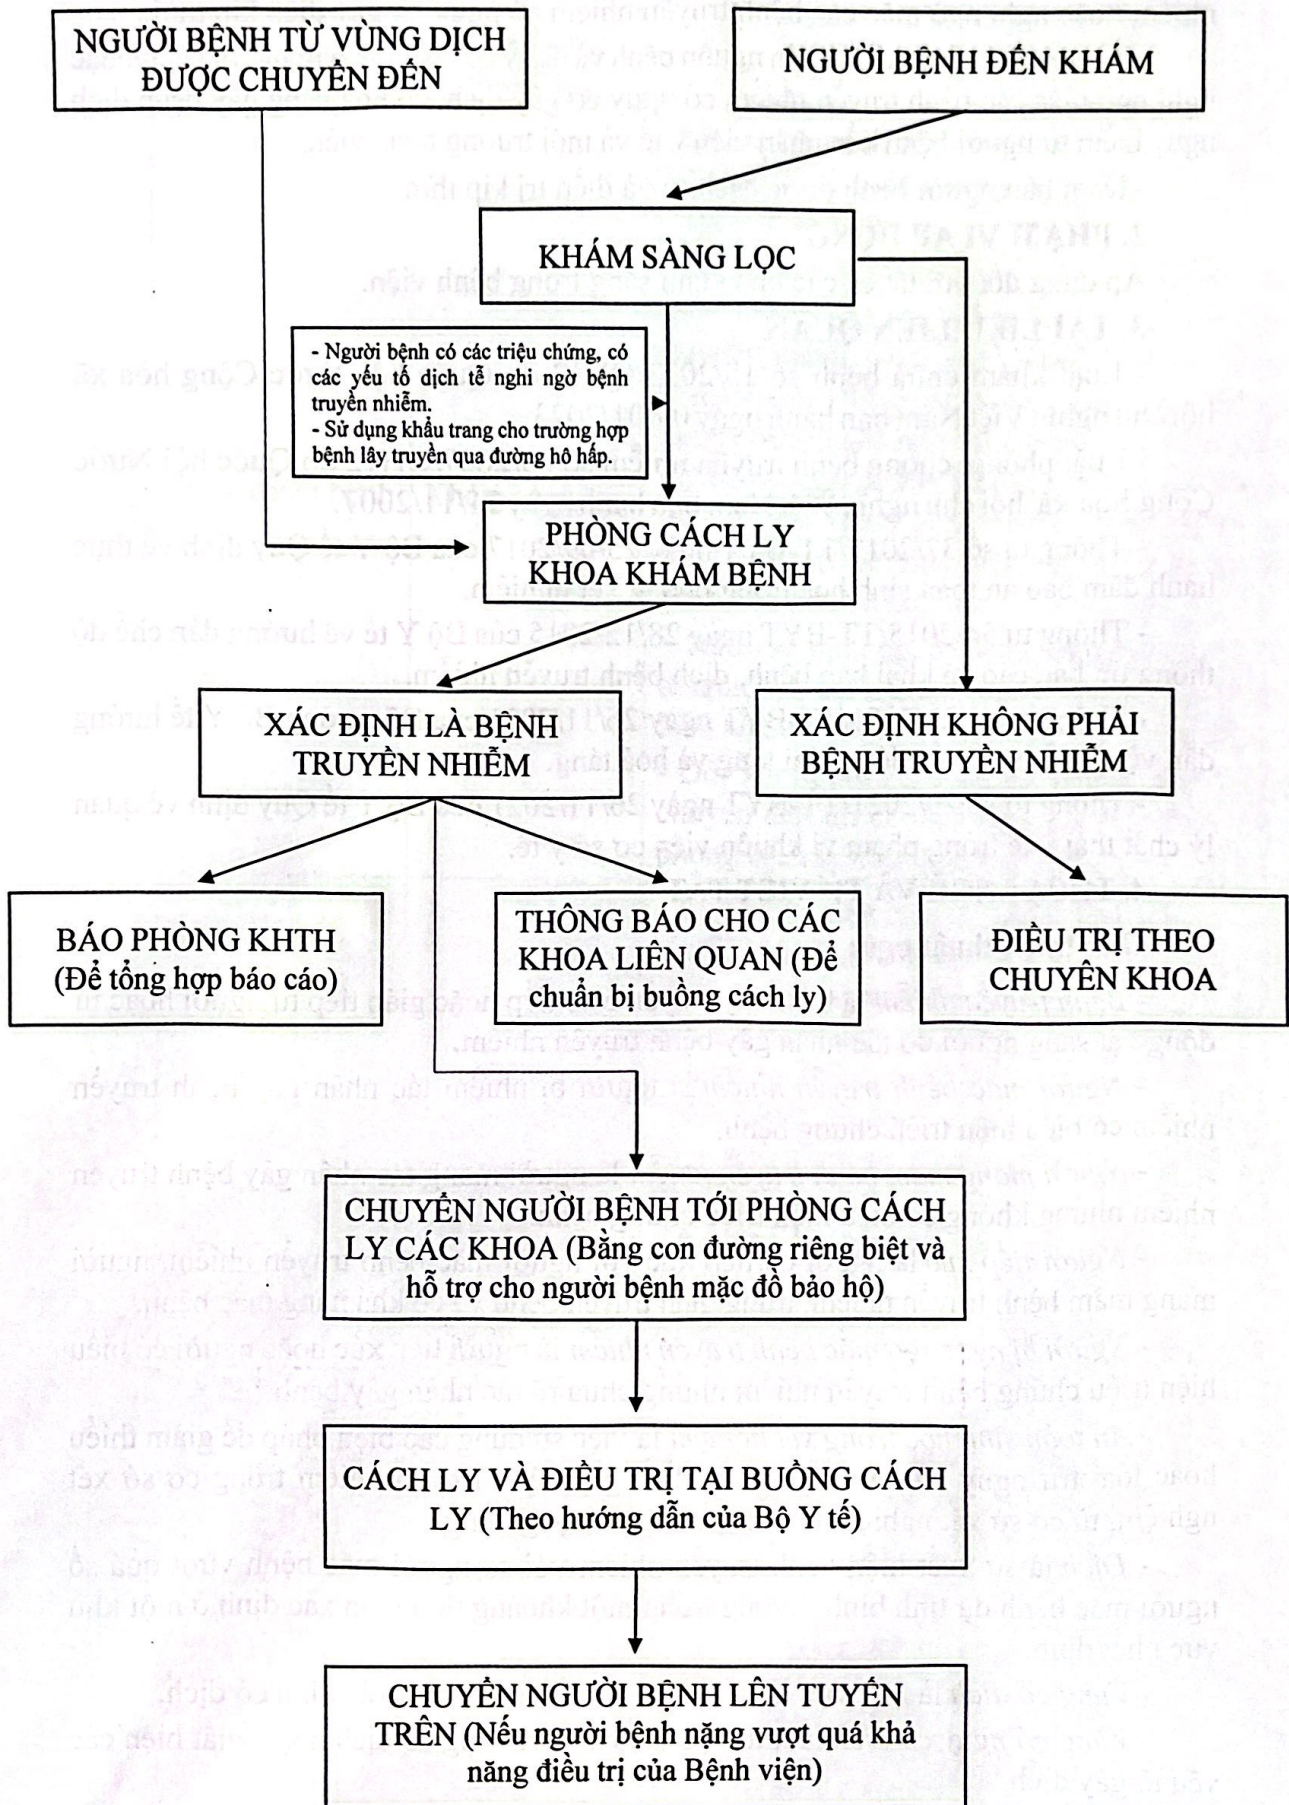 NGƯỜI BỆNH TỪ VÙNG DỊCH
ĐƯỢC CHUYỂN ĐẾN
NGƯỜI BỆNH ĐẾN KHÁM
KHÁM SÀNG LỌC
- Người bệnh có các triệu chứng, có
các yếu tố dịch tễ nghi ngờ bệnh
truyền nhiễm.
- Sử dụng khẩu trang cho trường hợp
bệnh lây truyền qua đường hô hấp.
PHÒNG CÁCH LY
KHOA KHÁM BỆNH
XÁC ĐỊNH LÀ BỆNH
TRUYỀN NHIỄM
XÁC ĐỊNH KHÔNG PHẢI
BỆNH TRUYỀN NHIỄM
BÁO PHÒNG KHTH
(Để tổng hợp báo cáo)
THÔNG BÁO CHO CÁC
KHOA LIÊN QUAN (Để
chuẩn bị buồng cách ly)
ĐIỀU TRỊ THEO
CHUYÊN KHOA
CHUYỂN NGƯỜI BỆNH TỚI PHÒNG CÁCH
LY CÁC KHOA (Bằng con đường riêng biệt và
hỗ trợ cho người bệnh mặc đồ bảo hộ)
CÁCH LY VÀ ĐIỀU TRỊ TẠI BUỒNG CÁCH
LY (Theo hướng dẫn của Bộ Y tế)
CHUYỂN NGƯỜI BỆNH LÊN TUYẾN
TRÊN (Nếu người bệnh nặng vượt quá khả
năng điều trị của Bệnh viện)